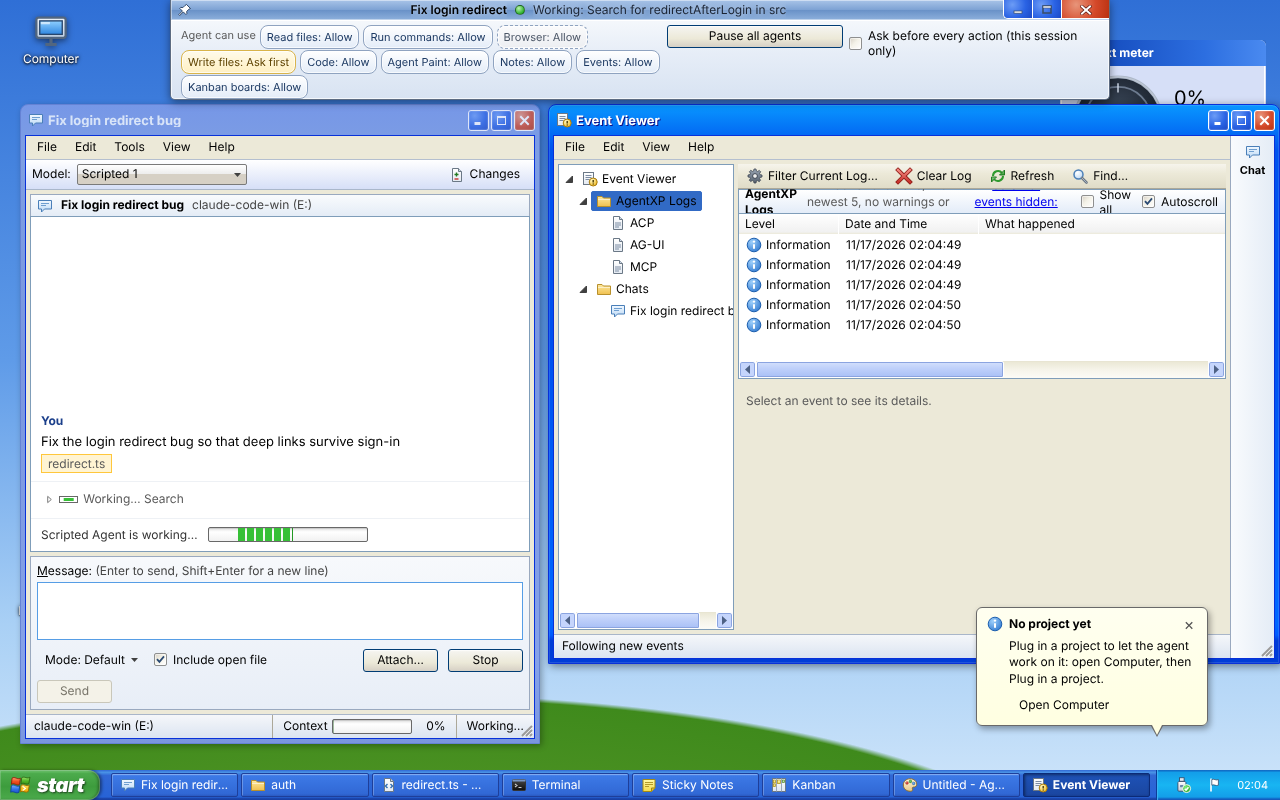 Computer
Fix login redirect
Working: Search for redirectAfterLogin in src
Agent can use
Read files: Allow
Run commands: Allow
Browser: Allow
Write files: Ask first
Code: Allow
Agent Paint: Allow
Notes: Allow
Events: Allow
Kanban boards: Allow
Pause all agents
Ask before every action (this session
only)
meter
0%
Fix login redirect bug
File Edit Tools View Help
Model: Scripted 1
Changes
Fix login redirect bug claude-code-win (E:)
You
Fix the login redirect bug so that deep links survive sign-in
redirect.ts
Working... Search
Scripted Agent is working...
Message: (Enter to send, Shift+Enter for a new line)
Mode: Default
Include open file
Attach...
Stop
Send
claude-code-win (E:)
Context
0%
Working...
Event Viewer
File Edit View Help
Event Viewer
AgentXP Logs
ACP
AG-UI
MCP
Chats
Fix login redirect b
Filter Current Log...
Clear Log
Refresh
Find...
AgentXP
Logs
newest 5, no warnings or
events hidden:
Show
all
Autoscroll
Level Date and Time What happened
Information 11/17/2026 02:04:49
Information 11/17/2026 02:04:49
Information 11/17/2026 02:04:49
Information 11/17/2026 02:04:50
Information 11/17/2026 02:04:50
Select an event to see its details.
Following new events
Chat
No project yet
Plug in a project to let the agent
work on it: open Computer, then
Plug in a project.
Open Computer
start
Fix login redir...
auth
redirect.ts - ...
Terminal
Sticky Notes
Kanban
Untitled - Ag...
Event Viewer
02:04